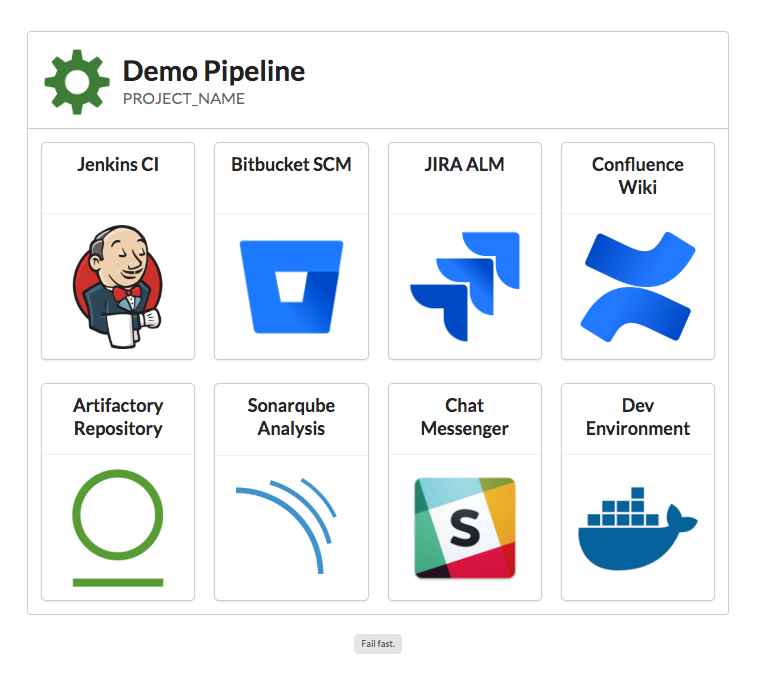 Demo Pipeline
PROJECT_NAME
Jenkins CI
Bitbucket SCM
JIRA ALM
Confluence
Wiki
Artifactory
Repository
Sonarqube
Analysis
Chat
Messenger
Dev
Environment
S
Fail fast.